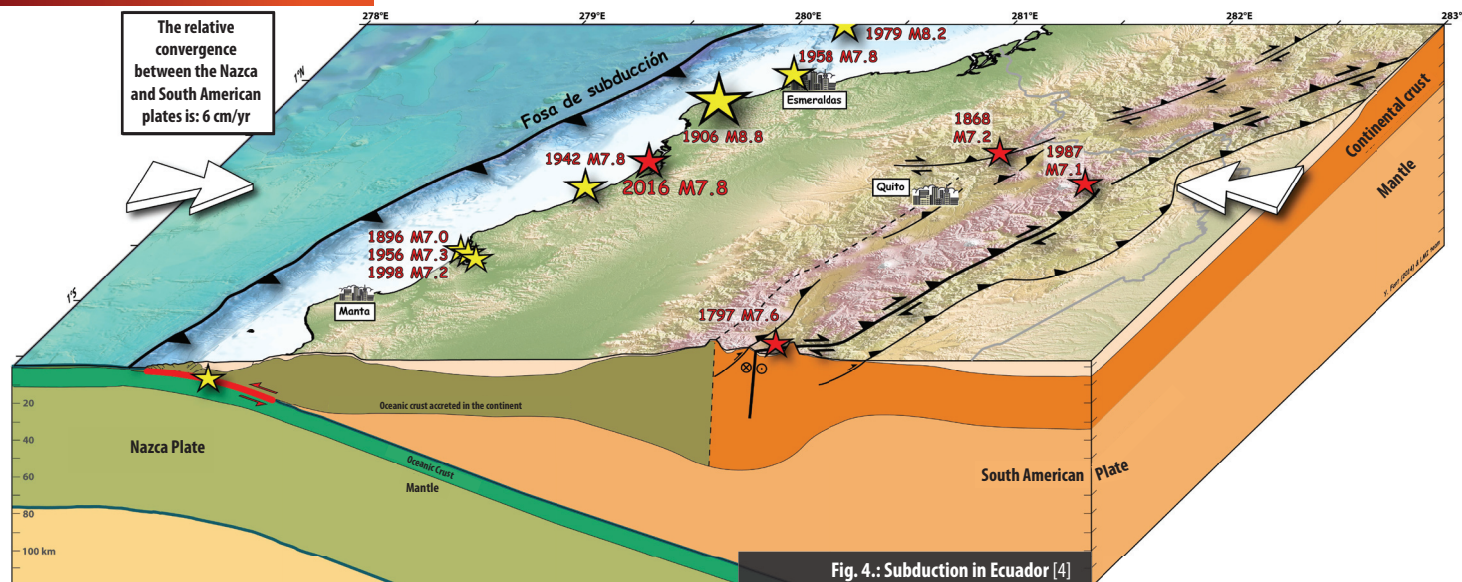 The relative
convergence
between the Nazca
and South American
plates is: 6 cm/yr
278°
279°
280°
281°
282°
283°
1°N
1°S
Fosa de subducción
1979 M8.2
1958 M7.8
Esmeraldas
1906 M8.8
1942 M7.8
2016 M7.8
1868
M7.2
1987
M7.1
Quito
1896 M7.0
1956 M7.3
1998 M7.2
Manta
1797 M7.6
Continental crust
Mantle
Y. Font (2014) & LMI team
Oceanic crust accreted in the continent
20
40
60
80
100 km
Nazca Plate
Oceanic Crust
Mantle
South American Plate
Fig. 4.: Subduction in Ecuador [4]